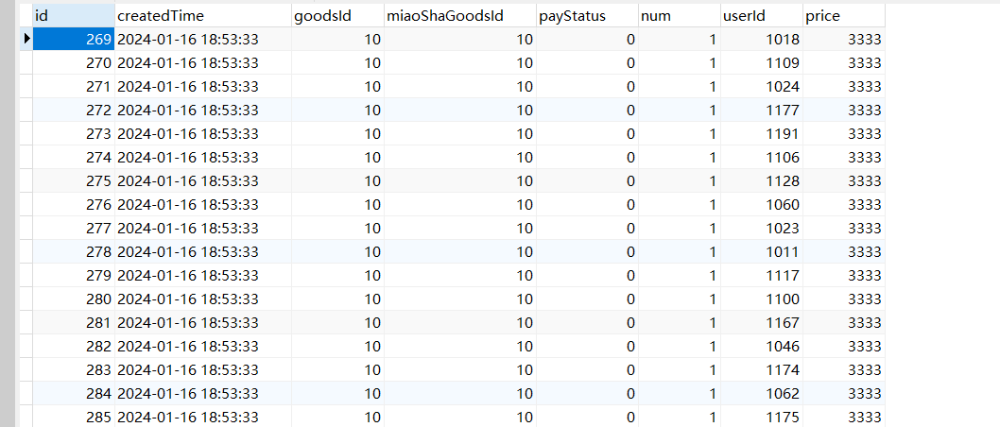 id createdTime goodsId miaoShaGoodsId payStatus num userId price
269 2024-01-16 18:53:33 10 10 0 1 1018 3333
270 2024-01-16 18:53:33 10 10 0 1 1109 3333
271 2024-01-16 18:53:33 10 10 0 1 1024 3333
272 2024-01-16 18:53:33 10 10 0 1 1177 3333
273 2024-01-16 18:53:33 10 10 0 1 1191 3333
274 2024-01-16 18:53:33 10 10 0 1 1106 3333
275 2024-01-16 18:53:33 10 10 0 1 1128 3333
276 2024-01-16 18:53:33 10 10 0 1 1060 3333
277 2024-01-16 18:53:33 10 10 0 1 1023 3333
278 2024-01-16 18:53:33 10 10 0 1 1011 3333
279 2024-01-16 18:53:33 10 10 0 1 1117 3333
280 2024-01-16 18:53:33 10 10 0 1 1100 3333
281 2024-01-16 18:53:33 10 10 0 1 1167 3333
282 2024-01-16 18:53:33 10 10 0 1 1046 3333
283 2024-01-16 18:53:33 10 10 0 1 1174 3333
284 2024-01-16 18:53:33 10 10 0 1 1062 3333
285 2024-01-16 18:53:33 10 10 0 1 1175 3333